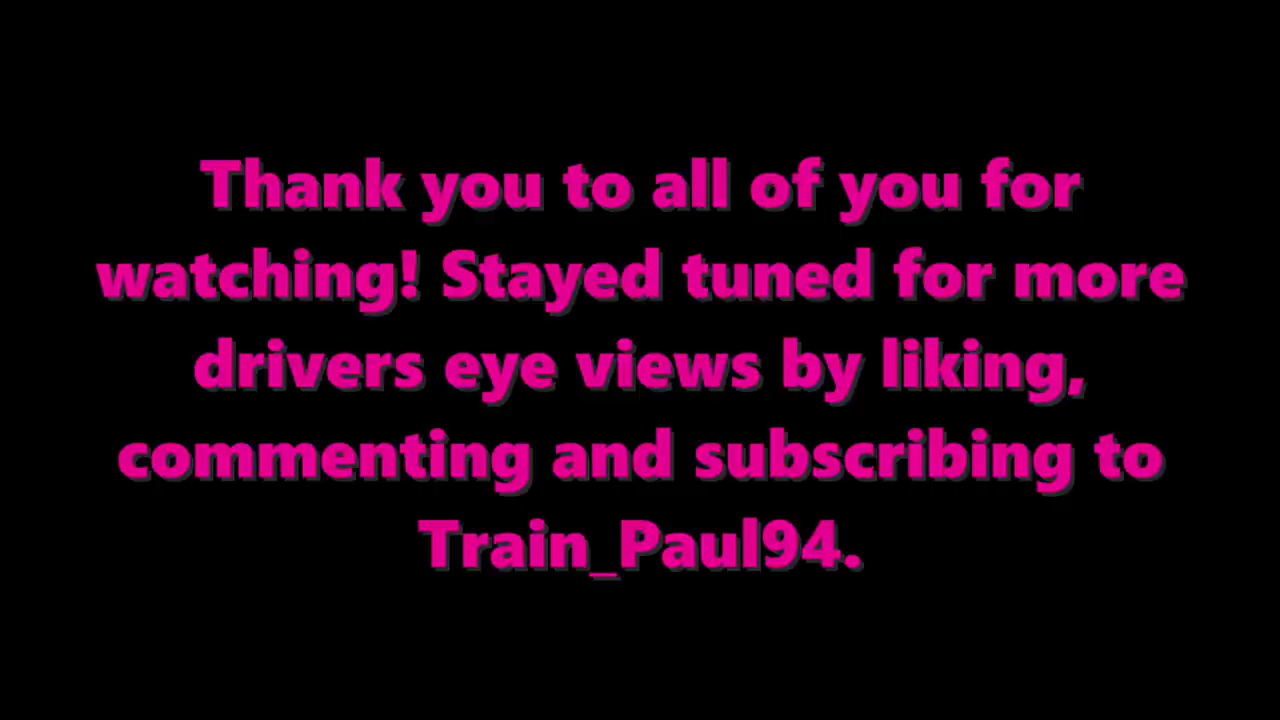 Thank you to all of you for
watching! Stayed tuned for more
drivers eye views by liking,
commenting and subscribing to
Train_Paul94.